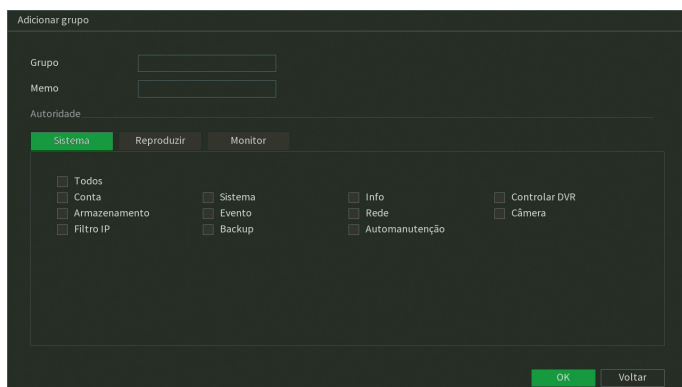 Adicionar grupo
Grupo
Memo
Autoridade
Sistema Reproduzir Monitor
Todos
Conta Sistema Info Controlar DVR
Armazenamento Evento Rede Câmera
Filtro IP Backup Automanutenção
OK Voltar